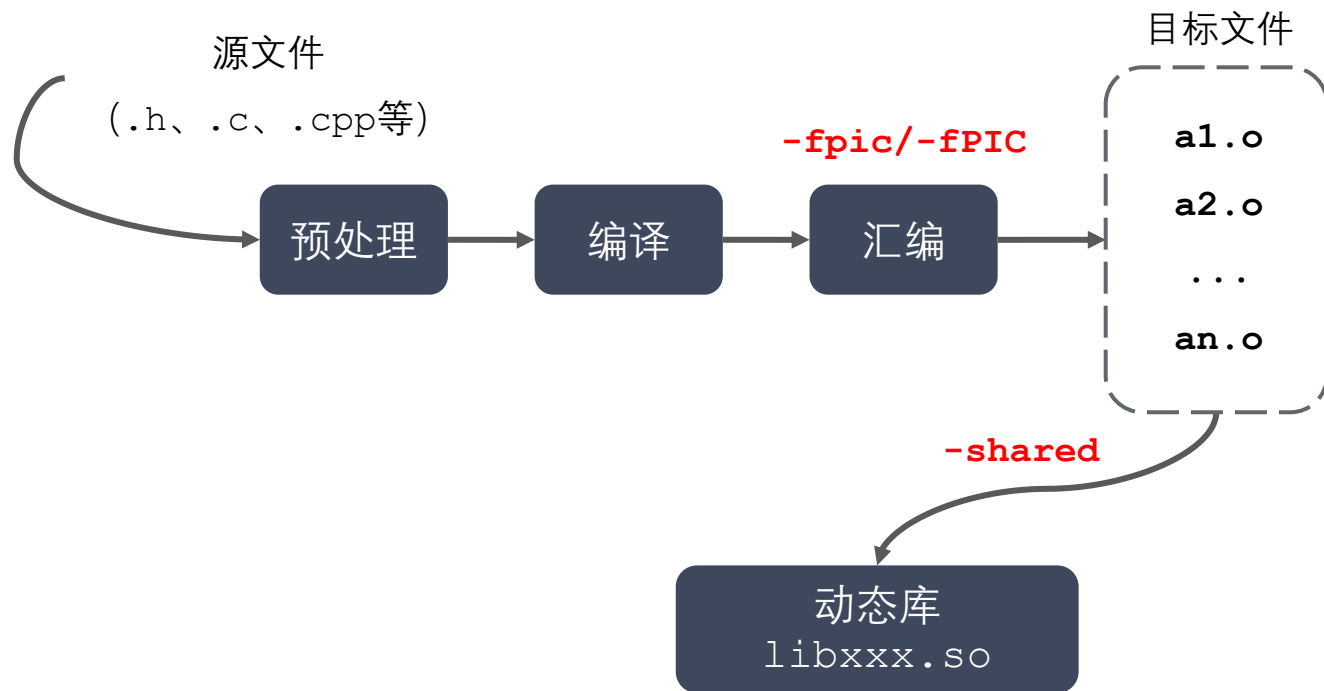 源文件
(.h、.c、.cpp等)
目标文件
-fpic/-fPIC
预处理
编译
汇编
a1.o
a2.o
...
an.o
-shared
动态库
libxxx.so